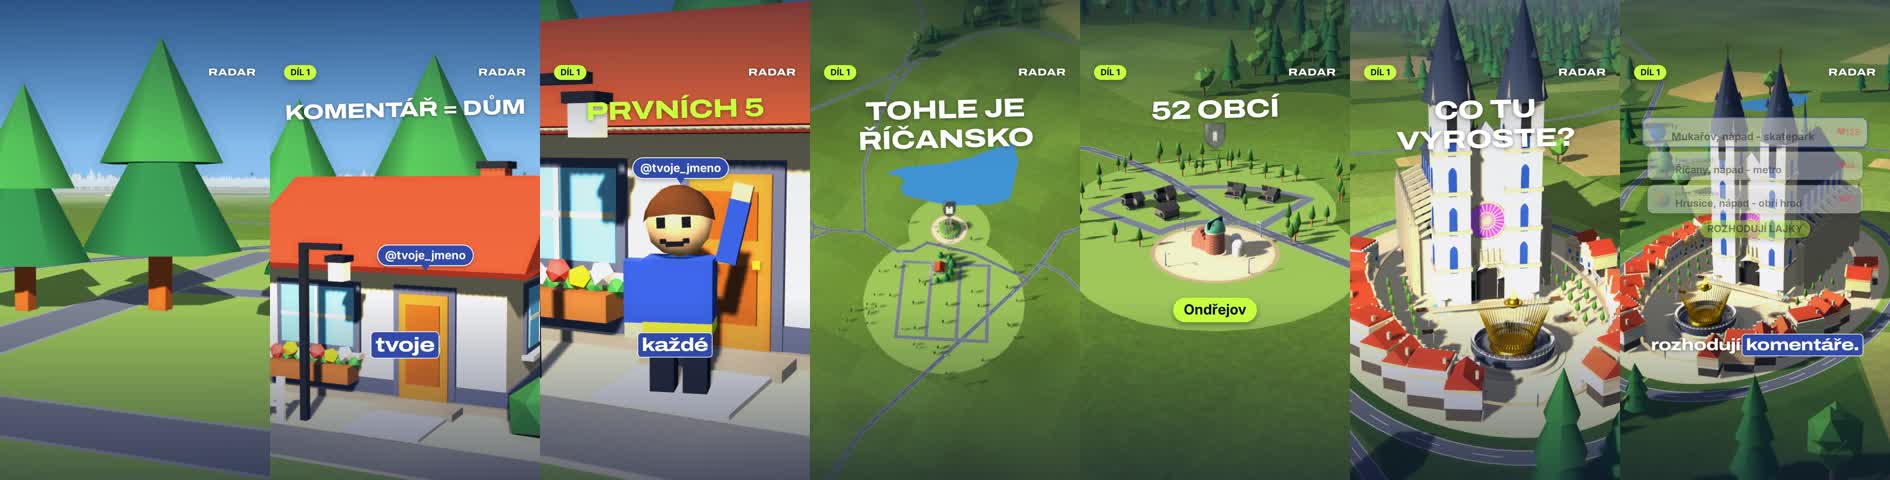 RADAR
DÍL 1
RADAR
KOMENTÁŘ = DŮM
@tvoje_jmeno
tvoje
DÍL 1
RADAR
PRVNÍCH 5
@tvoje_jmeno
každé
DÍL 1
RADAR
TOHLE JE
ŘÍČANSKO
DÍL 1
RADAR
52 OBCÍ
Ondřejov
DÍL 1
RADAR
CO TU
VYROSTE?
DÍL 1
RADAR
Mukařov, nápad - skatepark
Říčany, nápad - metro
Hrusice, nápad - obří hrod
ROZHODUJÍ LAJKY
rozhodují komentáře.